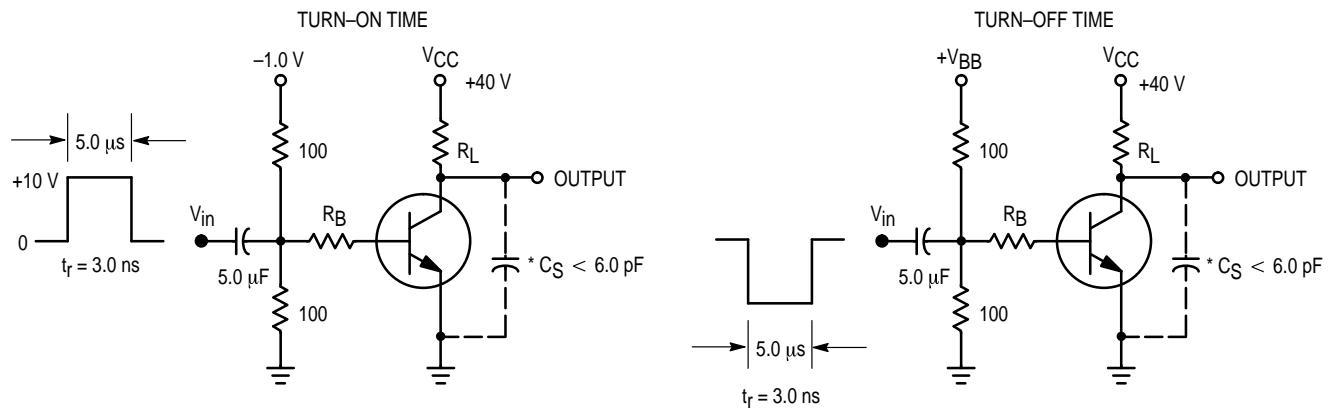 TURN–ON TIME
–1.0 V
VCC
+40 V
5.0 μs
100
RL
+10 V
OUTPUT
Vin
RB
0
tr = 3.0 ns
5.0 μF
* CS < 6.0 pF
100
TURN–OFF TIME
+VBB
VCC
+40 V
100
RL
OUTPUT
Vin
RB
5.0 μF
* CS < 6.0 pF
100
5.0 μs
tr = 3.0 ns